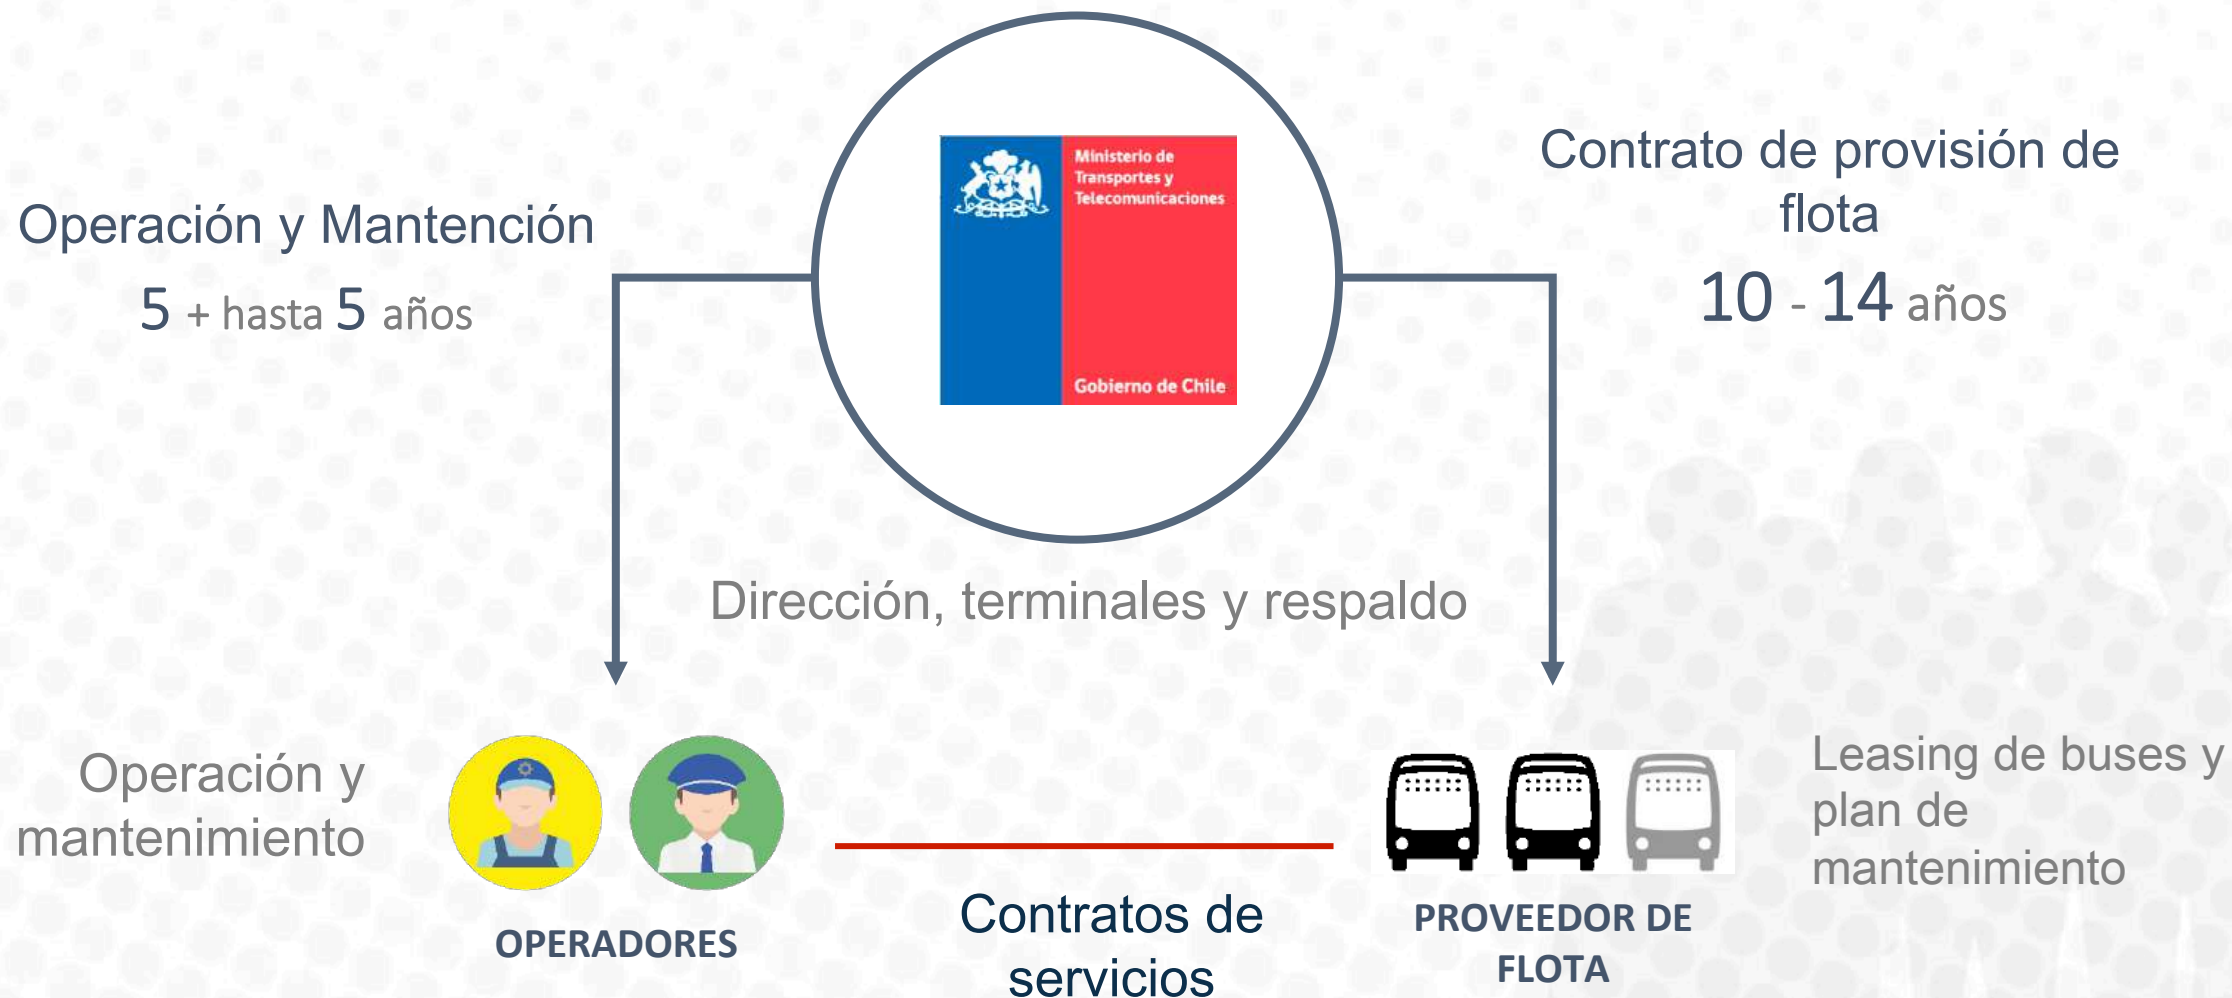 Ministerio de
Transportes y
Telecomunicaciones
Gobierno de Chile
Operación y Mantención
5 + hasta 5 años
Contrato de provisión de
flota
10 - 14 años
Dirección, terminales y respaldo
Operación y
mantenimiento
OPERADORES
Contratos de
servicios
PROVEEDOR DE
FLOTA
Leasing de buses y
plan de
mantenimiento